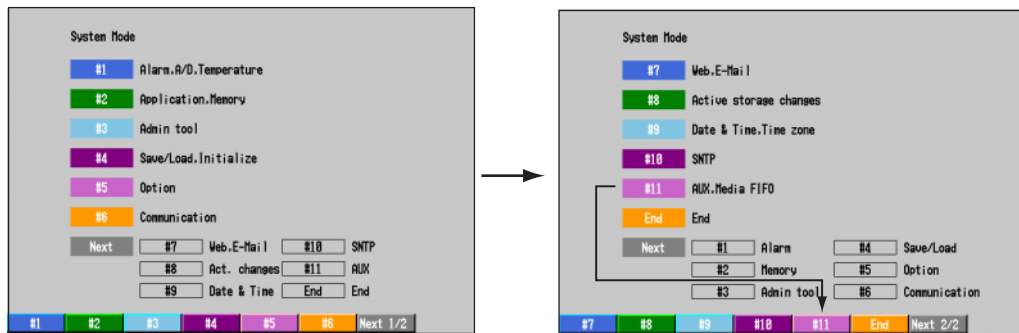 System Mode
#1 Alarm.A/D.Temperature
#2 Application.Memory
#3 Admin tool
#4 Save/Load.Initialize
#5 Option
#6 Communication
Next #7 Web.E-Mail #10 SNTP
#8 Act. changes #11 AUX
#9 Date & Time End End
#1 #2 #3 #4 #5 #6 Next 1/2
System Mode
#7 Web.E-Mail
#8 Active storage changes
#9 Date & Time.Time zone
#10 SNTP
#11 AUX.Media FIFO
End End
Next #1 Alarm #4 Save/Load
#2 Memory #5 Option
#3 Admin tool #6 Communication
#7 #8 #9 #10 #11 End Next 2/2